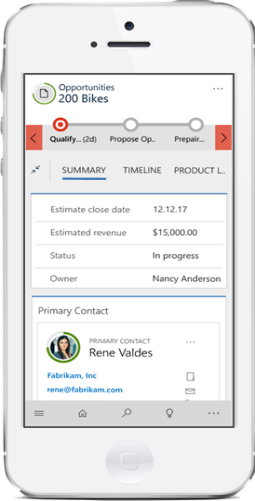 Opportunities
200 Bikes
Qualify... (2d) Propose Op.. Prepair...
SUMMARY TIMELINE PRODUCT L..
Estimate close date 12.12.17
Estimated revenue $15,000.00
Status In progress
Owner Nancy Anderson
Primary Contact
PRIMARY CONTACT
Rene Valdes
Fabrikam, Inc
rene@fabrikam.com